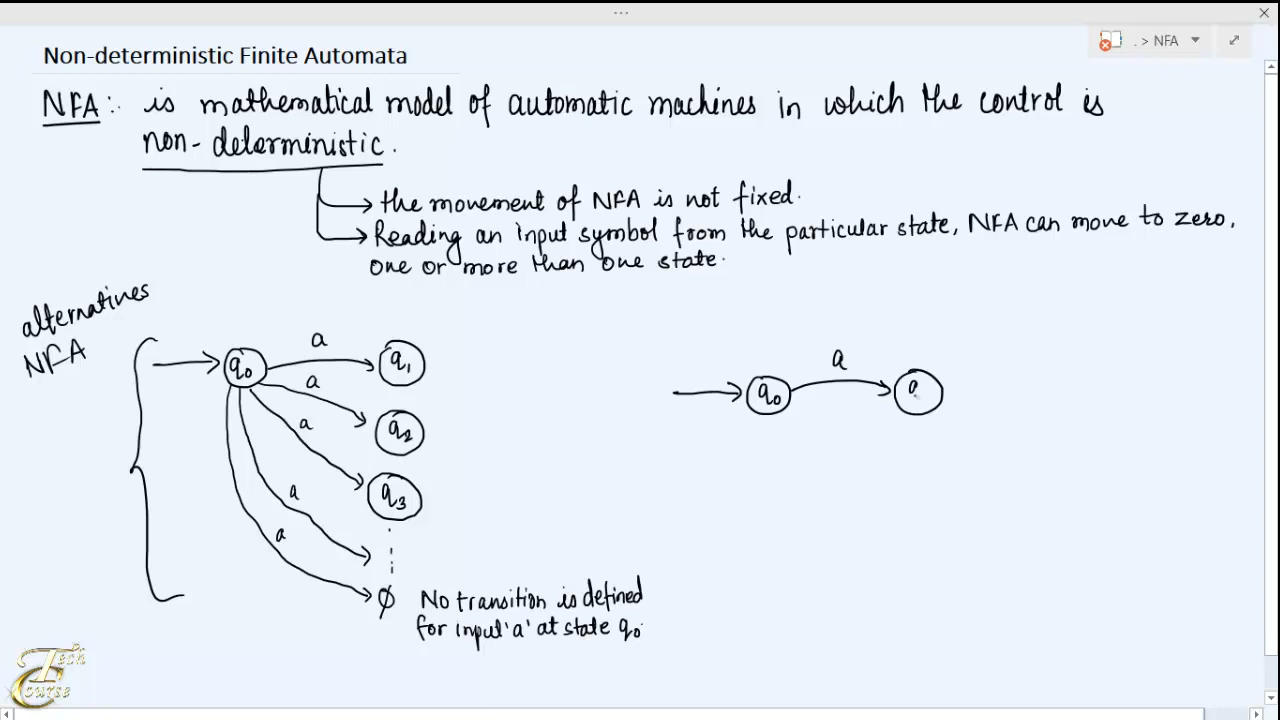 ...
. > NFA
Non-deterministic Finite Automata
NFA: is mathematical model of automatic machines in which the control is
non-deterministic.
the movement of NFA is not fixed.
Reading an input symbol from the particular state, NFA can move to zero,
one or more than one state.
alternatives
NFA
q0 a q1
a q2
a q3
a
a
φ No transition is defined
for input 'a' at state q0.
q0 a
Tech
Course